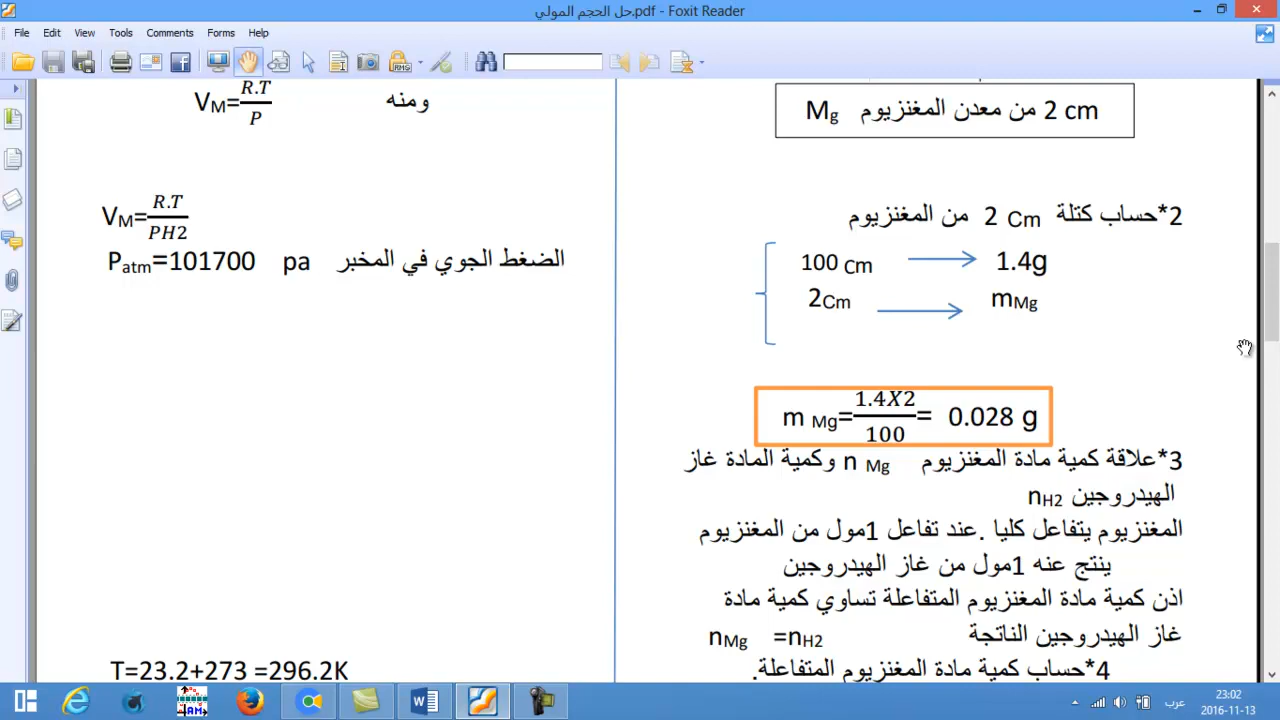 حل الحجم المولي.pdf - Foxit Reader
File Edit View Tools Comments Forms Help
2 cm من معدن المغنزيوم Mg
2*حساب كتلة 2 Cm من المغنزيوم
100 Cm → 1.4g
2Cm → mMg
m Mg=1.4X2/100= 0.028 g
3*علاقة كمية مادة المغنزيوم n Mg وكمية المادة غاز
الهيدروجين nH2
المغنزيوم يتفاعل كليا .عند تفاعل 1مول من المغنزيوم
ينتج عنه 1مول من غاز الهيدروجين
اذن كمية مادة المغنزيوم المتفاعلة تساوي كمية مادة
غاز الهيدروجين الناتجة nMg =nH2
4*حساب كمية مادة المغنزيوم المتفاعلة.
ومنه VM=R.T/P
VM=R.T/PH2
Patm=101700 pa الضغط الجوي في المخبر
T=23.2+273 =296.2K
عرب
23:02
2016-11-13